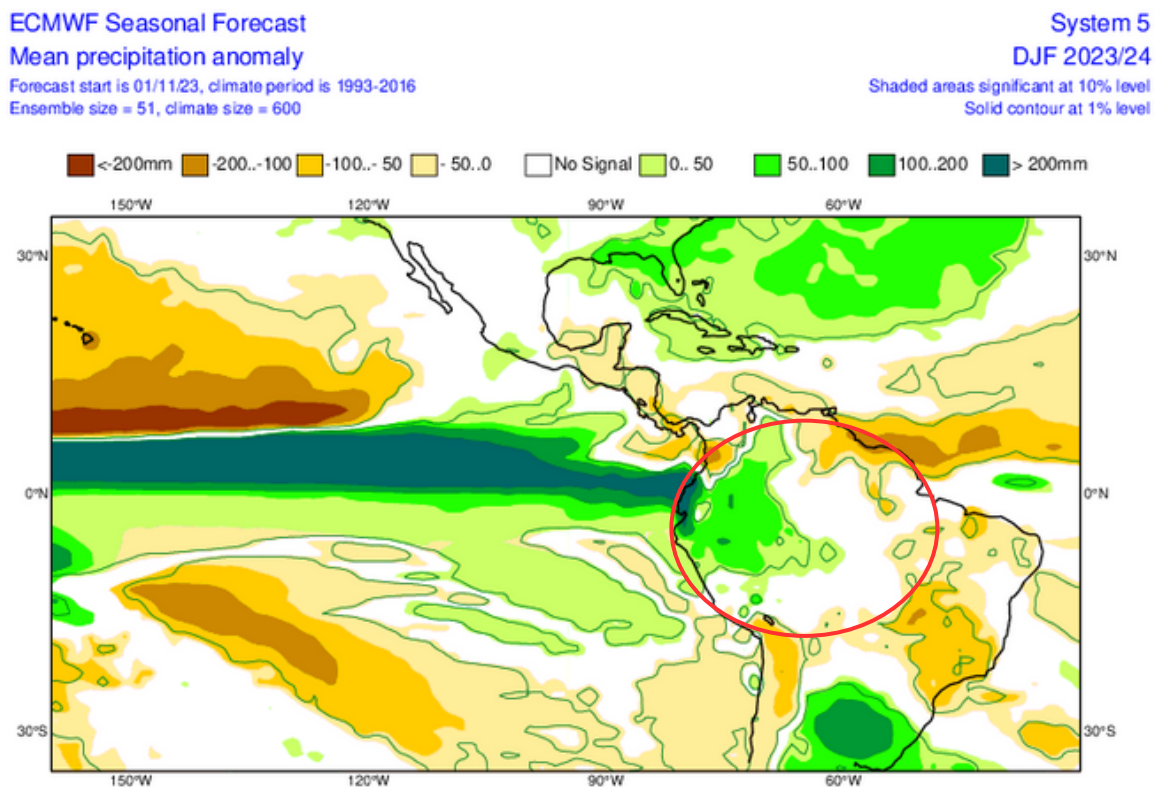 ECMWF Seasonal Forecast
System 5
Mean precipitation anomaly
DJF 2023/24
Forecast start is 01/11/23, climate period is 1993-2016
Shaded areas significant at 10% level
Ensemble size = 51, climate size = 600
Solid contour at 1% level
<-200mm -200..-100 -100..- 50 - 50..0 No Signal 0.. 50 50..100 100..200 > 200mm
150°W 120°W 90°W 60°W
30°N 30°N
0°N 0°N
30°S 30°S
150°W 120°W 90°W 60°W